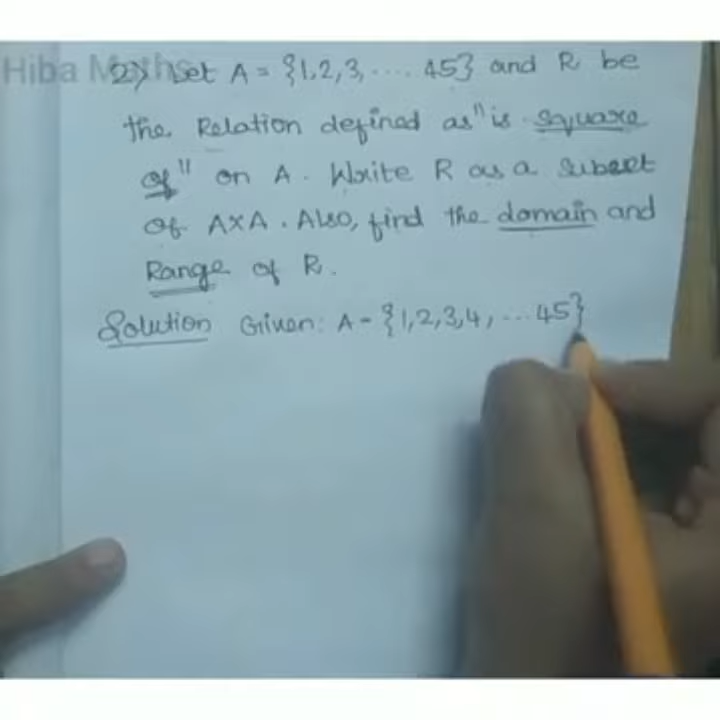 Hiba Maths
2) Let A = {1,2,3, .... 45} and R be
the Relation defined as "is square
of" on A. Write R as a subset
of A×A. Also, find the domain and
Range of R.
Solution Given: A = {1,2,3,4, ... 45}